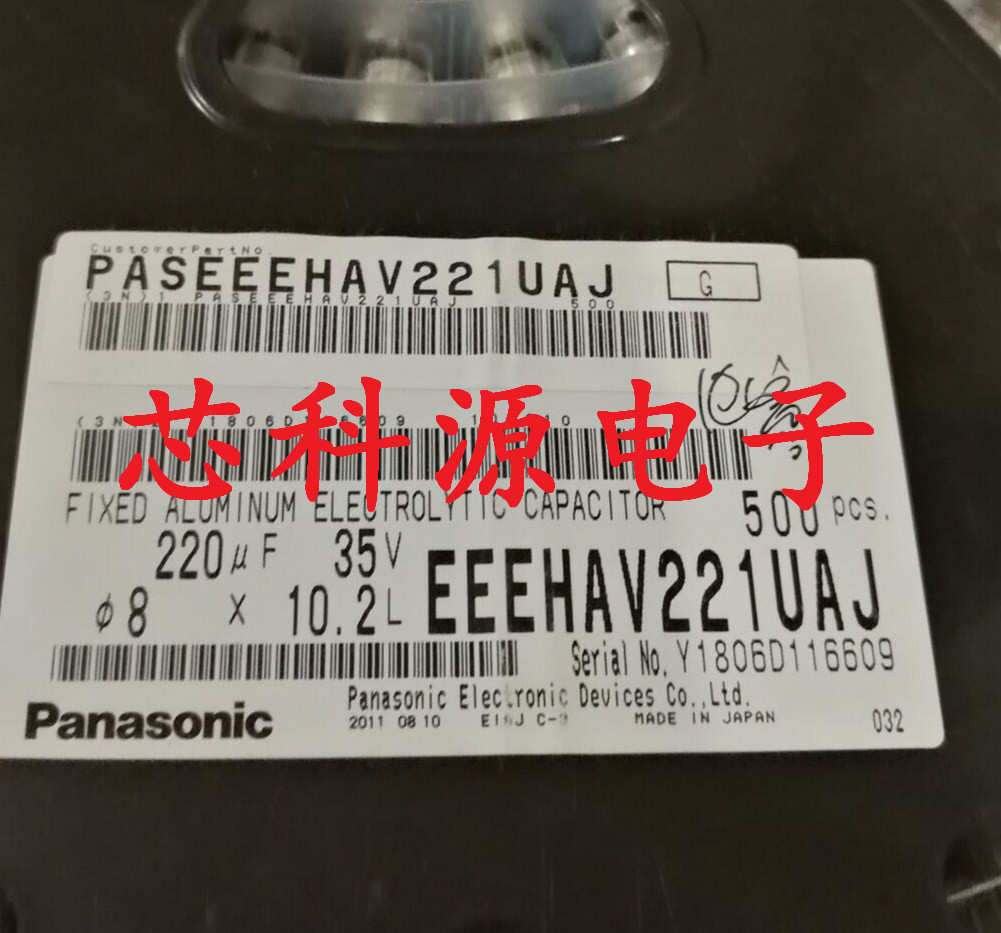 CustomerPartNo.
PASEEEHAV221UAJ
G
(3N)1 PASEEEHAV221UAJ 500
芯科源电子
FIXED ALUMINUM ELECTROLYTIC CAPACITOR 500 pcs.
220μF 35V
φ8 x 10.2L EEEHAV221UAJ
Serial No. Y1806D116609
Panasonic
Panasonic Electronic Devices Co.,Ltd.
2011 08 10 EIAJ MADE IN JAPAN 032